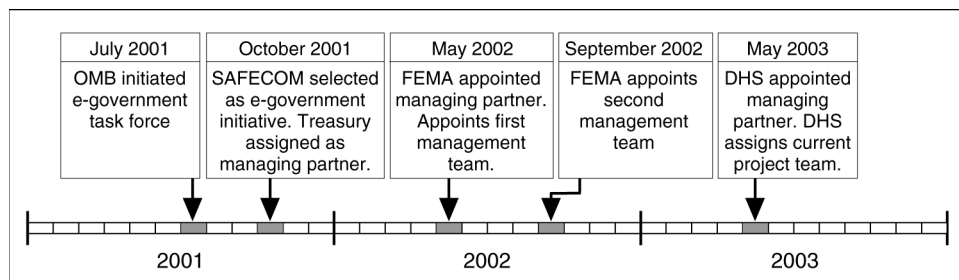 July 2001
OMB initiated
e-government
task force
October 2001
SAFECOM selected
as e-government
initiative. Treasury
assigned as
managing partner.
May 2002
FEMA appointed
managing partner.
Appoints first
management
team.
September 2002
FEMA appoints
second
management
team
May 2003
DHS appointed
managing
partner. DHS
assigns current
project team.
2001
2002
2003